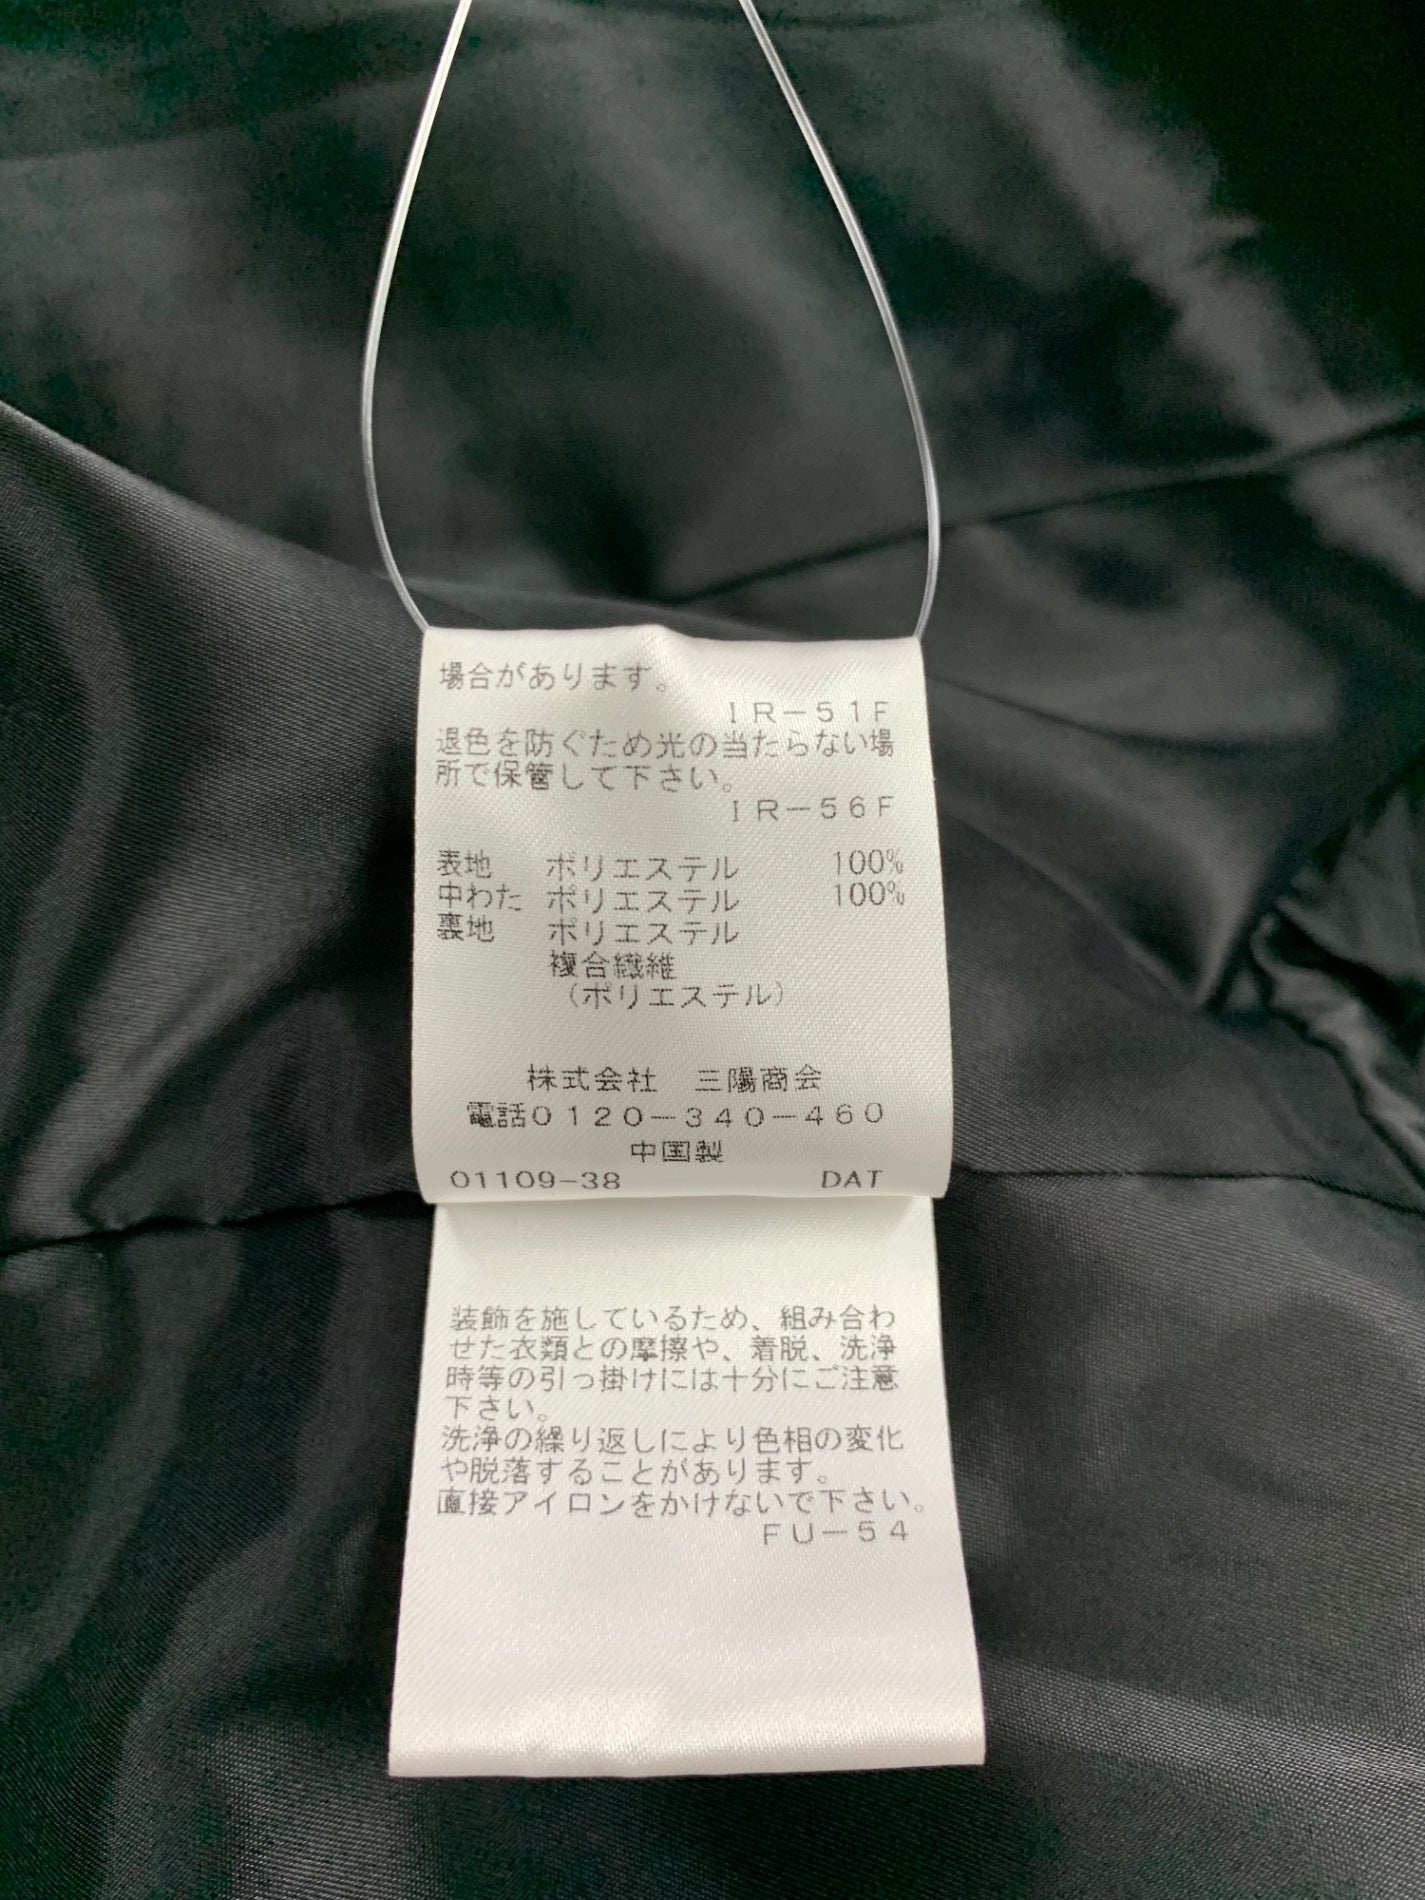 場合があります。
IR−51F
退色を防ぐため光の当たらない場
所で保管して下さい。
IR−56F
表地 ポリエステル 100%
中わた ポリエステル 100%
裏地 ポリエステル
複合繊維
(ポリエステル)
株式会社 三陽商会
電話0120−340−460
中国製
01109-38 DAT
装飾を施しているため、組み合わ
せた衣類との摩擦や、着脱、洗浄
時等の引っ掛けには十分にご注意
下さい。
洗浄の繰り返しにより色相の変化
や脱落することがあります。
直接アイロンをかけないで下さい。
FU−54